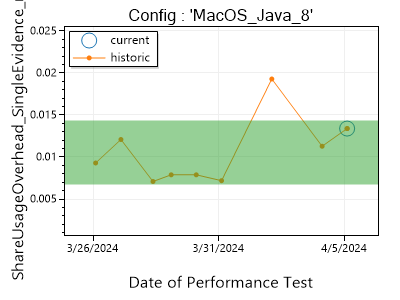 Config : 'MacOS_Java_8'
ShareUsageOverhead_SingleEvidence_
0.025
0.02
0.015
0.01
0.005
current
historic
3/26/2024
3/31/2024
4/5/2024
Date of Performance Test